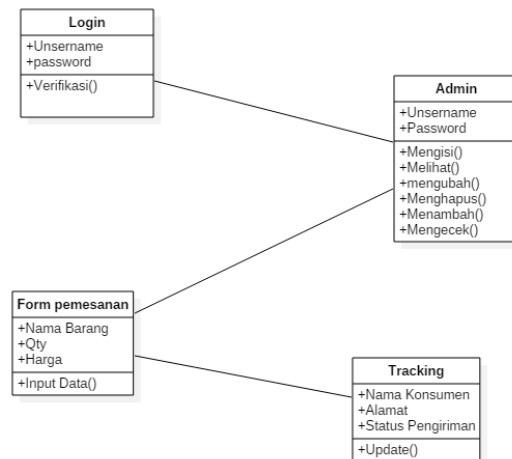 Login
+Unsername
+password
+Verifikasi()
Admin
+Unsername
+Password
+Mengisi()
+Melihat()
+mengubah()
+Menghapus()
+Menambah()
+Mengecek()
Form pemesanan
+Nama Barang
+Qty
+Harga
+Input Data()
Tracking
+Nama Konsumen
+Alamat
+Status Pengiriman
+Update()